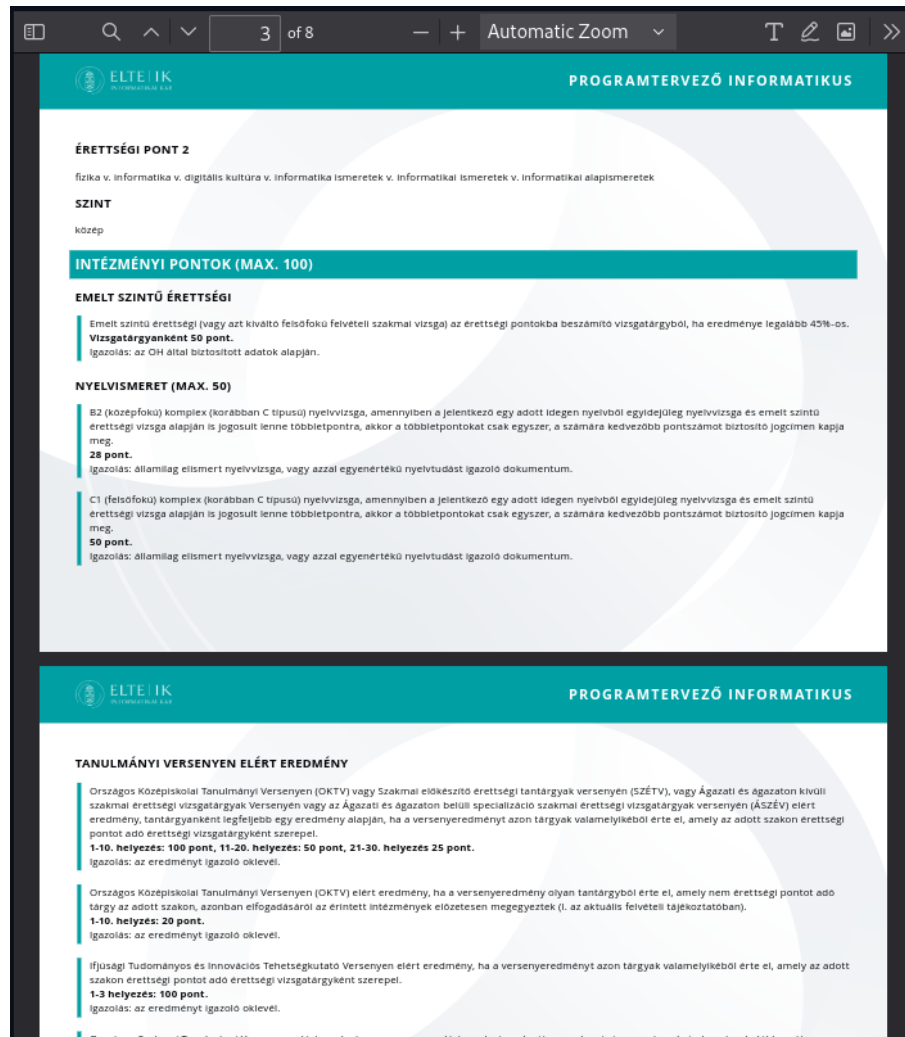 3 of 8
Automatic Zoom
ELTE | IK
PROGRAMTERVEZŐ INFORMATIKUS
ÉRETTSÉGI PONT 2
fizika v. informatika v. digitális kultúra v. informatika ismeretek v. informatikai ismeretek v. informatikai alapismeretek
SZINT
közép
INTÉZMÉNYI PONTOK (MAX. 100)
EMELT SZINTŰ ÉRETTSÉGI
Emelt szintű érettségi (vagy azt kiváltó felsőfokú felvételi szakmai vizsga) az érettségi pontokba beszámító vizsgatárgyból, ha eredménye legalább 45%-os.
Vizsgatárgyanként 50 pont.
Igazolás: az OH által biztosított adatok alapján.
NYELVISMERET (MAX. 50)
B2 (középfokú) komplex (korábban C típusú) nyelvvizsga, amennyiben a jelentkező egy adott idegen nyelvből egyidejűleg nyelvvizsga és emelt szintű
érettségi vizsga alapján is jogosult lenne többletpontra, akkor a többletpontokat csak egyszer, a számára kedvezőbb pontszámot biztosító jogcímen kapja
meg.
28 pont.
Igazolás: államilag elismert nyelvvizsga, vagy azzal egyenértékű nyelvtudást igazoló dokumentum.
C1 (felsőfokú) komplex (korábban C típusú) nyelvvizsga, amennyiben a jelentkező egy adott idegen nyelvből egyidejűleg nyelvvizsga és emelt szintű
érettségi vizsga alapján is jogosult lenne többletpontra, akkor a többletpontokat csak egyszer, a számára kedvezőbb pontszámot biztosító jogcímen kapja
meg.
50 pont.
Igazolás: államilag elismert nyelvvizsga, vagy azzal egyenértékű nyelvtudást igazoló dokumentum.
ELTE | IK
PROGRAMTERVEZŐ INFORMATIKUS
TANULMÁNYI VERSENYEN ELÉRT EREDMÉNY
Országos Középiskolai Tanulmányi Versenyen (OKTV) vagy Szakmai előkészítő érettségi tantárgyak versenyén (SZÉTV), vagy Ágazati és ágazaton kívüli
szakmai érettségi vizsgatárgyak Versenyén vagy az Ágazati és ágazaton belüli specializáció szakmai érettségi vizsgatárgyak versenyén (ÁSZÉV) elért
eredmény, tantárgyanként legfeljebb egy eredmény alapján, ha a versenyeredményt azon tárgyak valamelyikéből érte el, amely az adott szakon érettségi
pontot adó érettségi vizsgatárgyként szerepel.
1-10. helyezés: 100 pont, 11-20. helyezés: 50 pont, 21-30. helyezés 25 pont.
Igazolás: az eredményt igazoló oklevél.
Országos Középiskolai Tanulmányi Versenyen (OKTV) elért eredmény, ha a versenyeredmény olyan tantárgyból érte el, amely nem érettségi pontot adó
tárgy az adott szakon, azonban elfogadásáról az érintett intézmények előzetesen megegyeztek (l. az aktuális felvételi tájékoztatóban).
1-10. helyzés: 20 pont.
Igazolás: az eredményt igazoló oklevél.
Ifjúsági Tudományos és Innovációs Tehetségkutató Versenyen elért eredmény, ha a versenyeredményt azon tárgyak valamelyikéből érte el, amely az adott
szakon érettségi pontot adó érettségi vizsgatárgyként szerepel.
1-3 helyezés: 100 pont.
Igazolás: az eredményt igazoló oklevél.